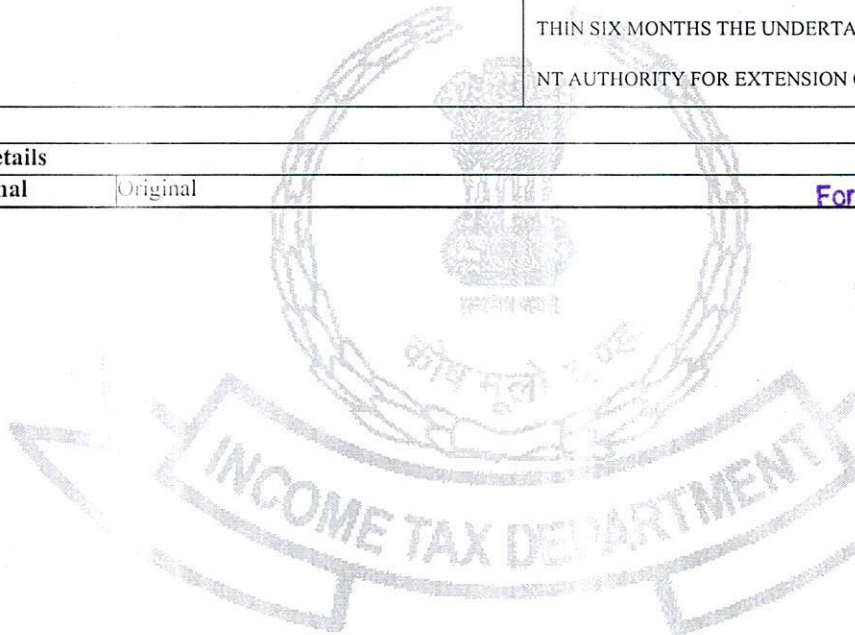 THIN SIX MONTHS THE UNDERTA
NT AUTHORITY FOR EXTENSION
etails
nal Original
For
कोष मूलो
INCOME TAX DEPARTMENT